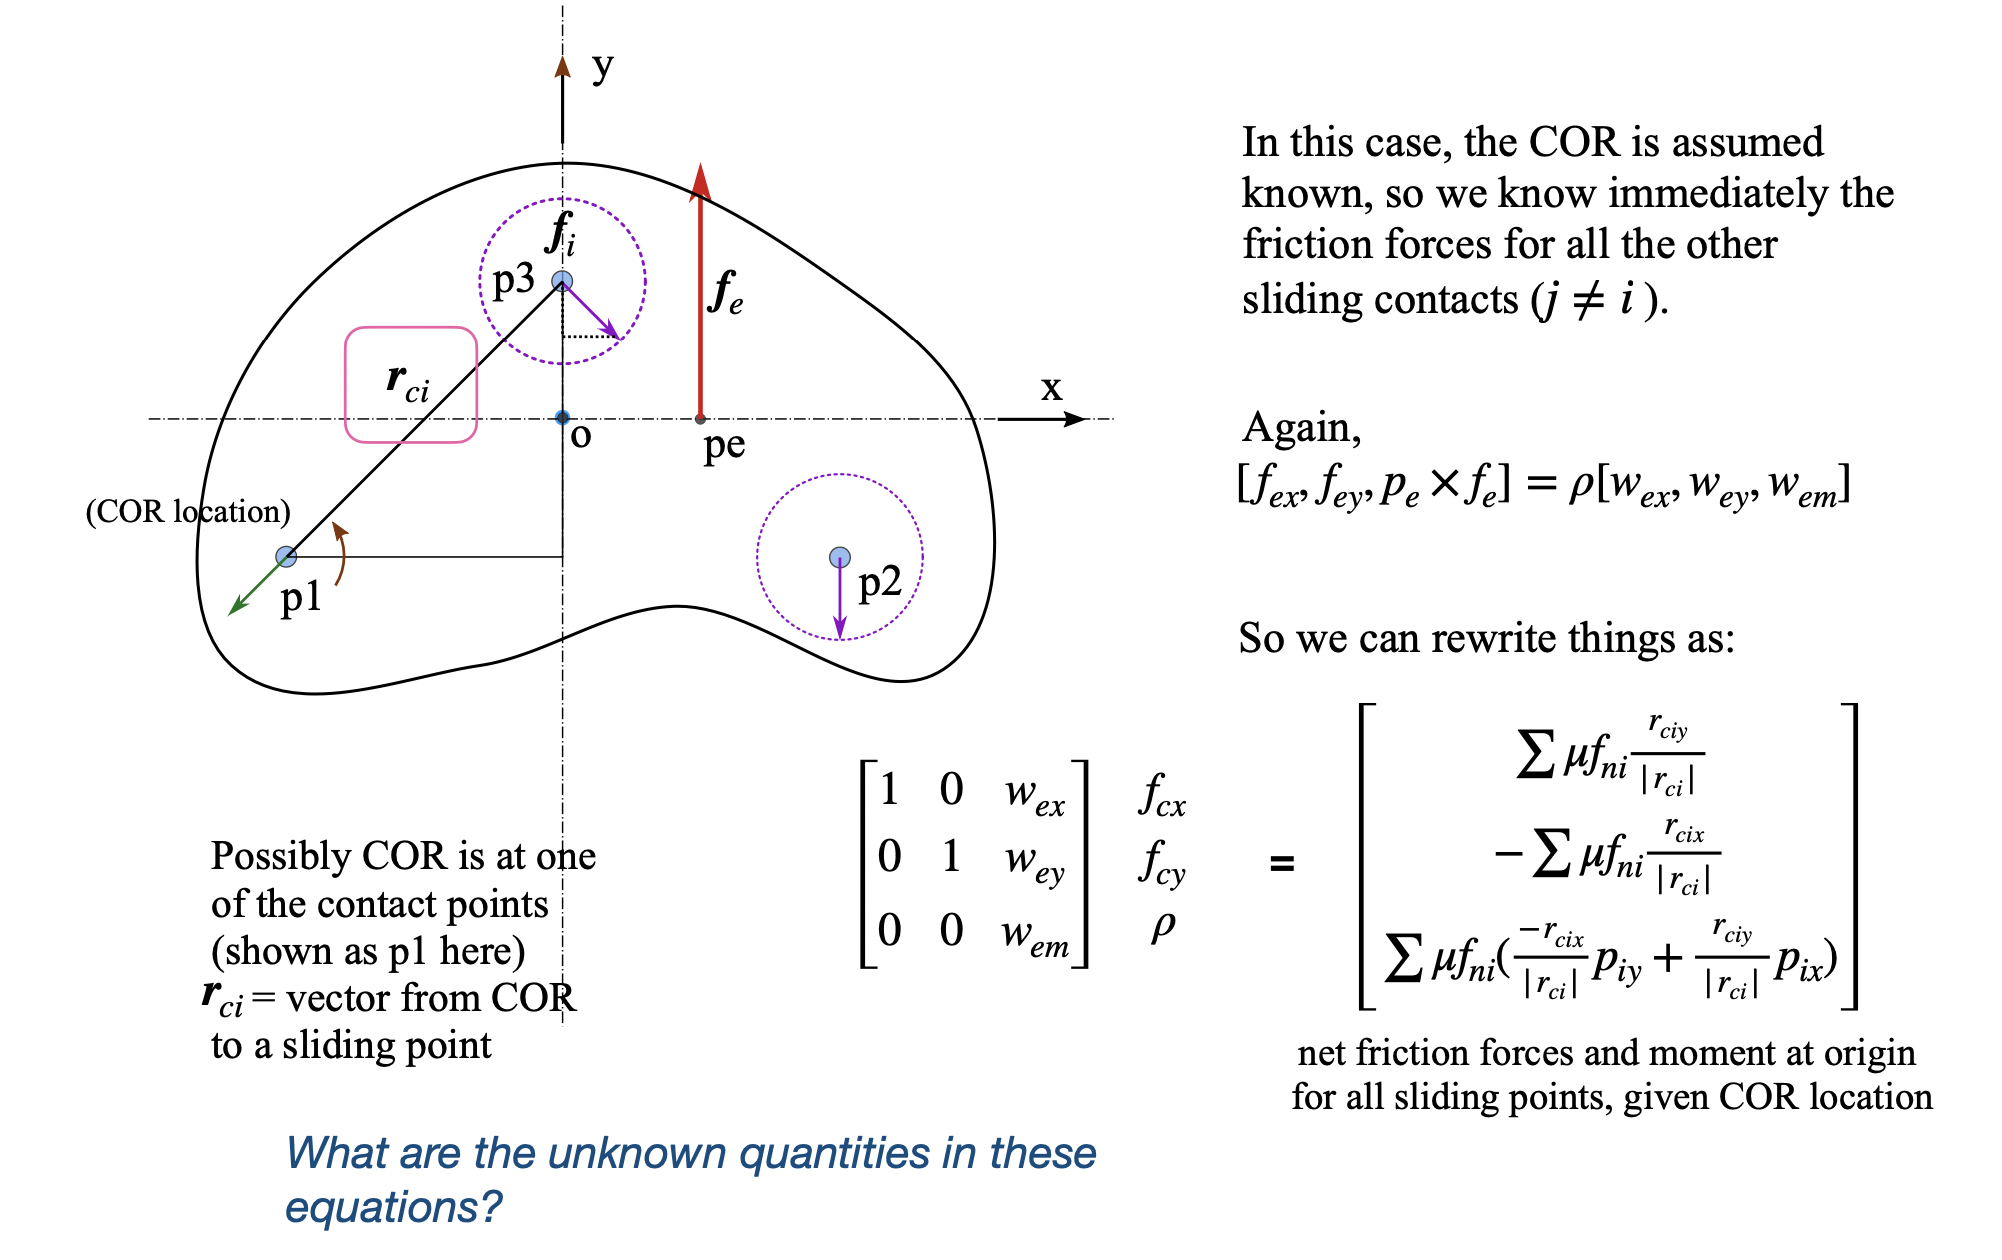 y
f_i
p3
f_e
r_ci
x
o
pe
(COR location)
p1
p2
In this case, the COR is assumed
known, so we know immediately the
friction forces for all the other
sliding contacts (j ≠ i ).
Again,
[f_ex, f_ey, p_e × f_e] = ρ[w_ex, w_ey, w_em]
So we can rewrite things as:
[1 0 w_ex] f_cx = [∑ μf_ni r_ciy/|r_ci|]
[0 1 w_ey] f_cy = [− ∑ μf_ni r_cix/|r_ci|]
[0 0 w_em] ρ = [∑ μf_ni(−r_cix/|r_ci| p_iy + r_ciy/|r_ci| p_ix)]
net friction forces and moment at origin
for all sliding points, given COR location
Possibly COR is at one
of the contact points
(shown as p1 here)
r_ci = vector from COR
to a sliding point
What are the unknown quantities in these
equations?